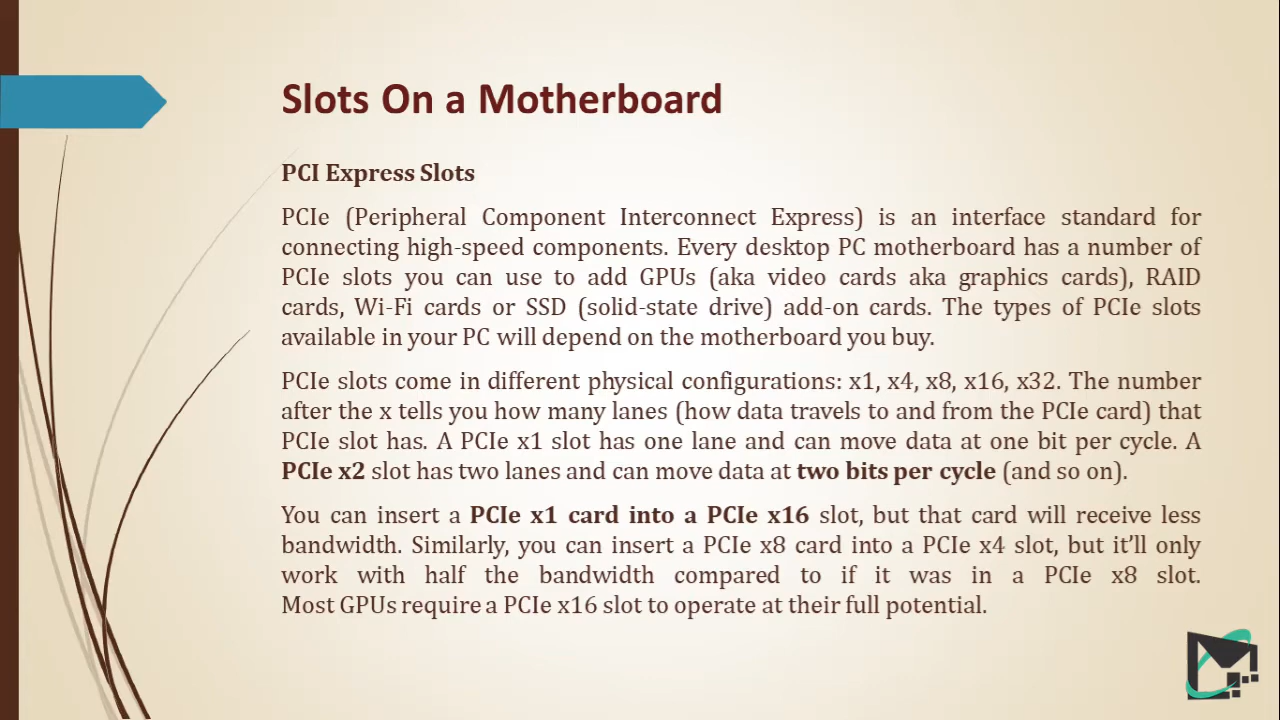 Slots On a Motherboard
PCI Express Slots
PCIe (Peripheral Component Interconnect Express) is an interface standard for
connecting high-speed components. Every desktop PC motherboard has a number of
PCIe slots you can use to add GPUs (aka video cards aka graphics cards), RAID
cards, Wi-Fi cards or SSD (solid-state drive) add-on cards. The types of PCIe slots
available in your PC will depend on the motherboard you buy.
PCIe slots come in different physical configurations: x1, x4, x8, x16, x32. The number
after the x tells you how many lanes (how data travels to and from the PCIe card) that
PCIe slot has. A PCIe x1 slot has one lane and can move data at one bit per cycle. A
PCIe x2 slot has two lanes and can move data at two bits per cycle (and so on).
You can insert a PCIe x1 card into a PCIe x16 slot, but that card will receive less
bandwidth. Similarly, you can insert a PCIe x8 card into a PCIe x4 slot, but it’ll only
work with half the bandwidth compared to if it was in a PCIe x8 slot.
Most GPUs require a PCIe x16 slot to operate at their full potential.